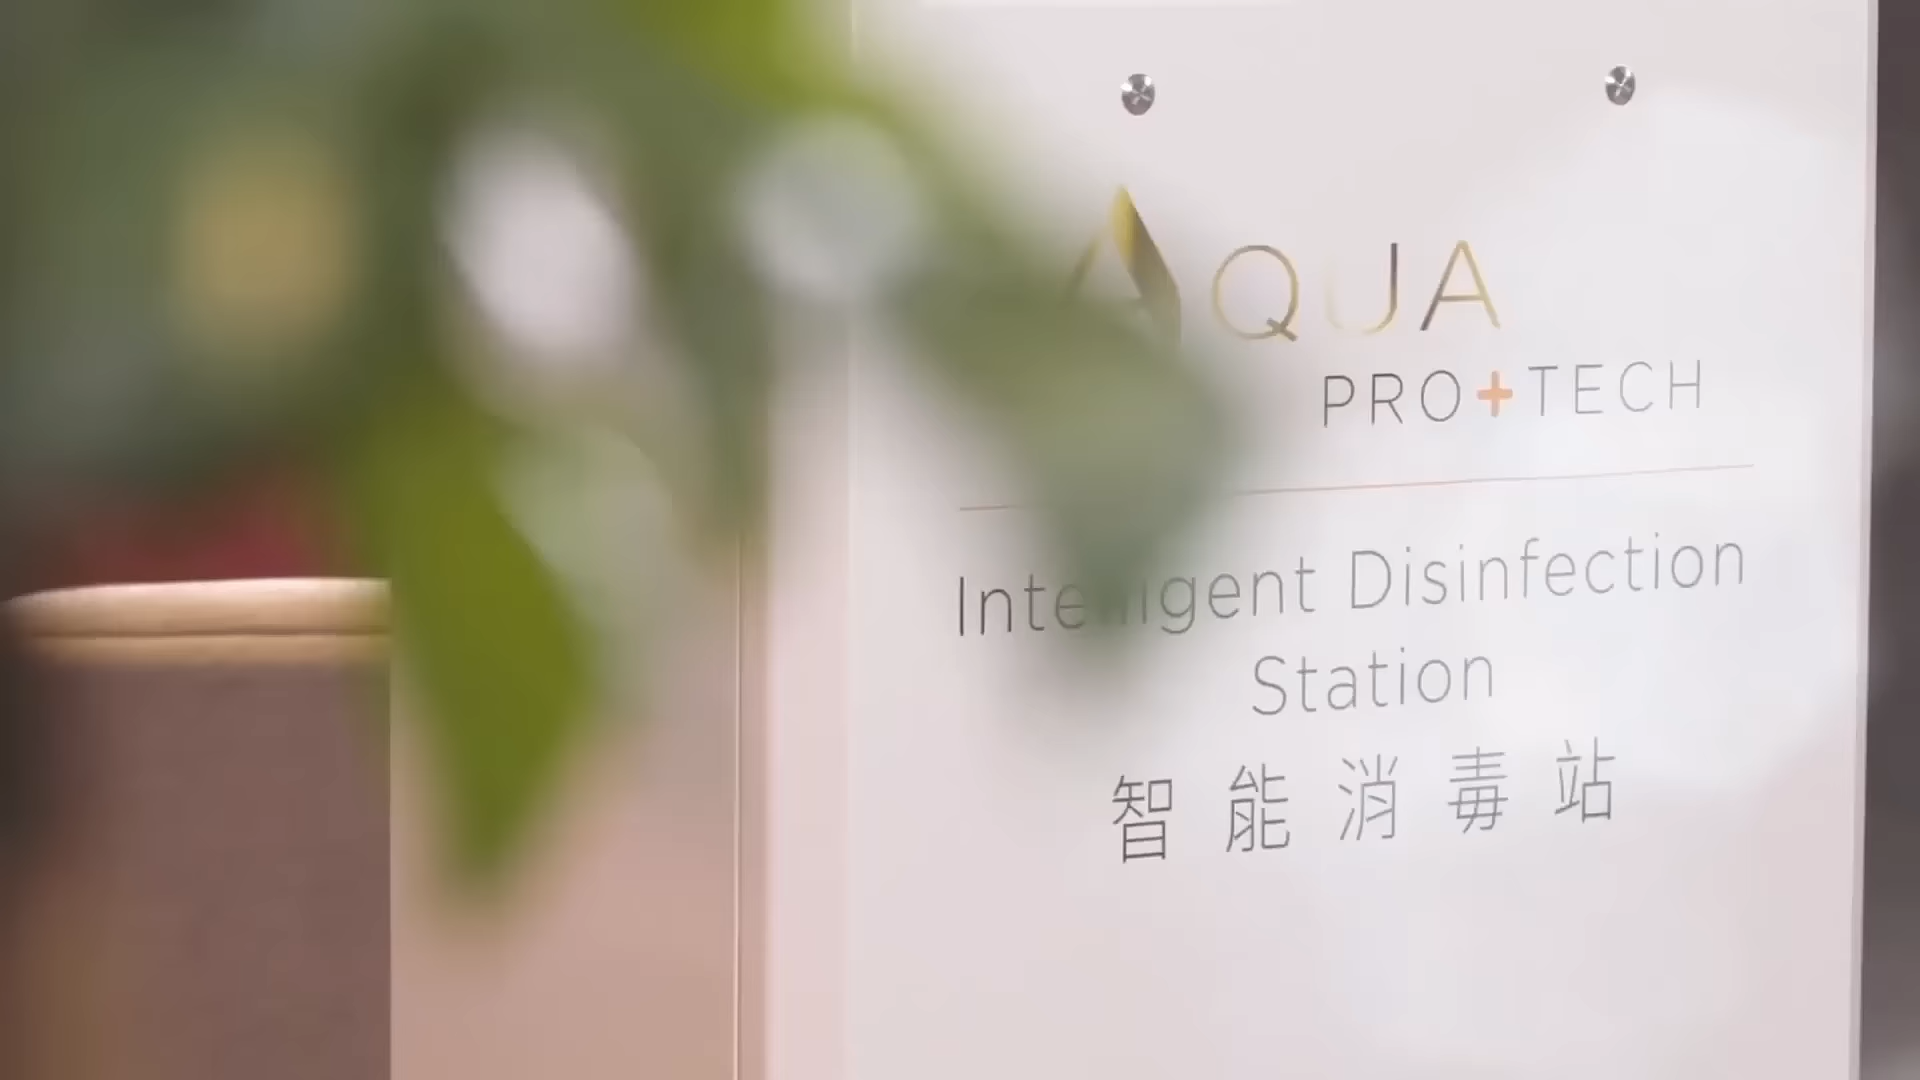 AQUA
PRO+TECH
Intelligent Disinfection
Station
智能消毒站